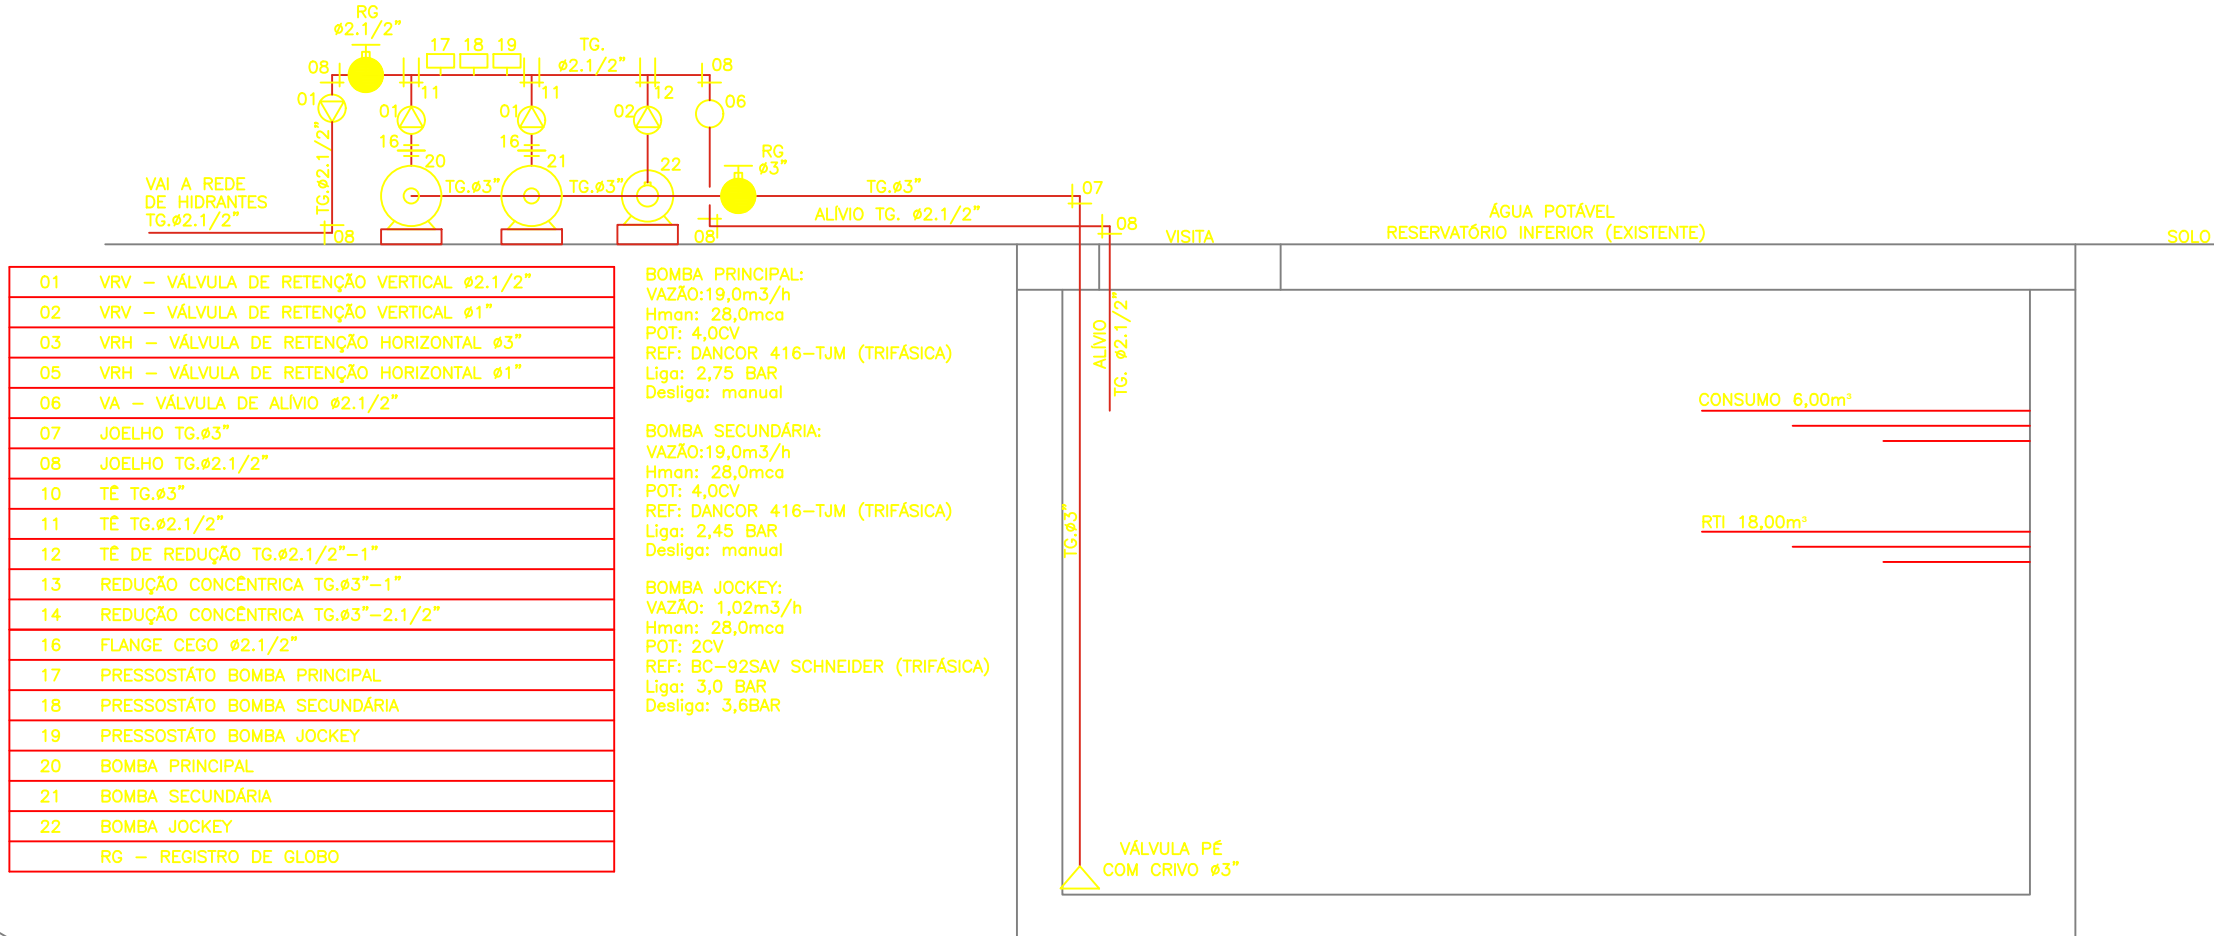 RG
ø2.1/2"
17
18
19
TG.
ø2.1/2"
08
08
01
11
11
12
06
01
01
02
16
16
20
21
22
RG
ø3"
TG.ø2.1/2"
VAI A REDE
DE HIDRANTES
TG.ø2.1/2"
TG.ø3"
TG.ø3"
TG.ø3"
07
ALÍVIO TG. ø2.1/2"
08
08
08
VISITA
ÁGUA POTÁVEL
RESERVATÓRIO INFERIOR (EXISTENTE)
SOLO
01 VRV - VÁLVULA DE RETENÇÃO VERTICAL ø2.1/2"
02 VRV - VÁLVULA DE RETENÇÃO VERTICAL ø1"
03 VRH - VÁLVULA DE RETENÇÃO HORIZONTAL ø3"
05 VRH - VÁLVULA DE RETENÇÃO HORIZONTAL ø1"
06 VA - VÁLVULA DE ALÍVIO ø2.1/2"
07 JOELHO TG.ø3"
08 JOELHO TG.ø2.1/2"
10 TÊ TG.ø3"
11 TÊ TG.ø2.1/2"
12 TÊ DE REDUÇÃO TG.ø2.1/2"-1"
13 REDUÇÃO CONCÊNTRICA TG.ø3"-1"
14 REDUÇÃO CONCÊNTRICA TG.ø3"-2.1/2"
16 FLANGE CEGO ø2.1/2"
17 PRESSOSTÁTO BOMBA PRINCIPAL
18 PRESSOSTÁTO BOMBA SECUNDÁRIA
19 PRESSOSTÁTO BOMBA JOCKEY
20 BOMBA PRINCIPAL
21 BOMBA SECUNDÁRIA
22 BOMBA JOCKEY
RG - REGISTRO DE GLOBO
BOMBA PRINCIPAL:
VAZÃO:19,0m3/h
Hman: 28,0mca
POT: 4,0CV
REF: DANCOR 416-TJM (TRIFÁSICA)
Liga: 2,75 BAR
Desliga: manual
BOMBA SECUNDÁRIA:
VAZÃO:19,0m3/h
Hman: 28,0mca
POT: 4,0CV
REF: DANCOR 416-TJM (TRIFÁSICA)
Liga: 2,45 BAR
Desliga: manual
BOMBA JOCKEY:
VAZÃO: 1,02m3/h
Hman: 28,0mca
POT: 2CV
REF: BC-92SAV SCHNEIDER (TRIFÁSICA)
Liga: 3,0 BAR
Desliga: 3,6BAR
ALÍVIO
TG. ø2.1/2"
TG.ø3"
CONSUMO 6,00m³
RTI 18,00m³
VÁLVULA PÉ
COM CRIVO ø3"